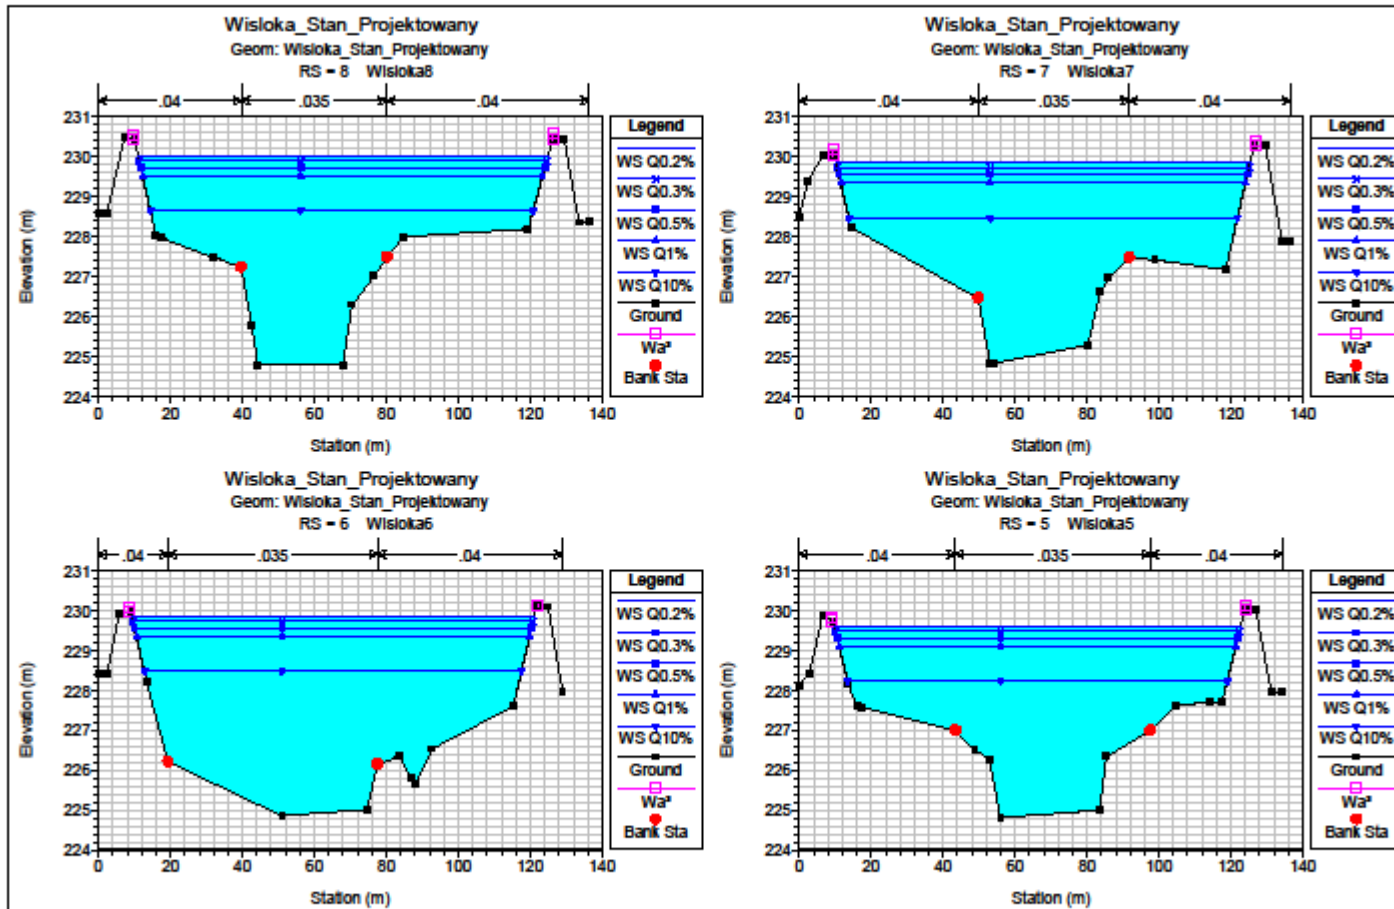 Wisloka_Stan_Projektowany
Geom: Wisloka_Stan_Projektowany
RS = 8 Wisloka8
.04 .035 .04
231
230
229
228
227
226
225
224
Elevation (m)
0 20 40 60 80 100 120 140
Station (m)
Legend
WS Q0.2%
WS Q0.3%
WS Q0.5%
WS Q1%
WS Q10%
Ground
Wa³
Bank Sta
Wisloka_Stan_Projektowany
Geom: Wisloka_Stan_Projektowany
RS = 7 Wisloka7
.04 .035 .04
231
230
229
228
227
226
225
224
Elevation (m)
0 20 40 60 80 100 120 140
Station (m)
Legend
WS Q0.2%
WS Q0.3%
WS Q0.5%
WS Q1%
WS Q10%
Ground
Wa³
Bank Sta
Wisloka_Stan_Projektowany
Geom: Wisloka_Stan_Projektowany
RS = 6 Wisloka6
.04 .035 .04
231
230
229
228
227
226
225
224
Elevation (m)
0 20 40 60 80 100 120 140
Station (m)
Legend
WS Q0.2%
WS Q0.3%
WS Q0.5%
WS Q1%
WS Q10%
Ground
Wa³
Bank Sta
Wisloka_Stan_Projektowany
Geom: Wisloka_Stan_Projektowany
RS = 5 Wisloka5
.04 .035 .04
231
230
229
228
227
226
225
224
Elevation (m)
0 20 40 60 80 100 120 140
Station (m)
Legend
WS Q0.2%
WS Q0.3%
WS Q0.5%
WS Q1%
WS Q10%
Ground
Wa³
Bank Sta